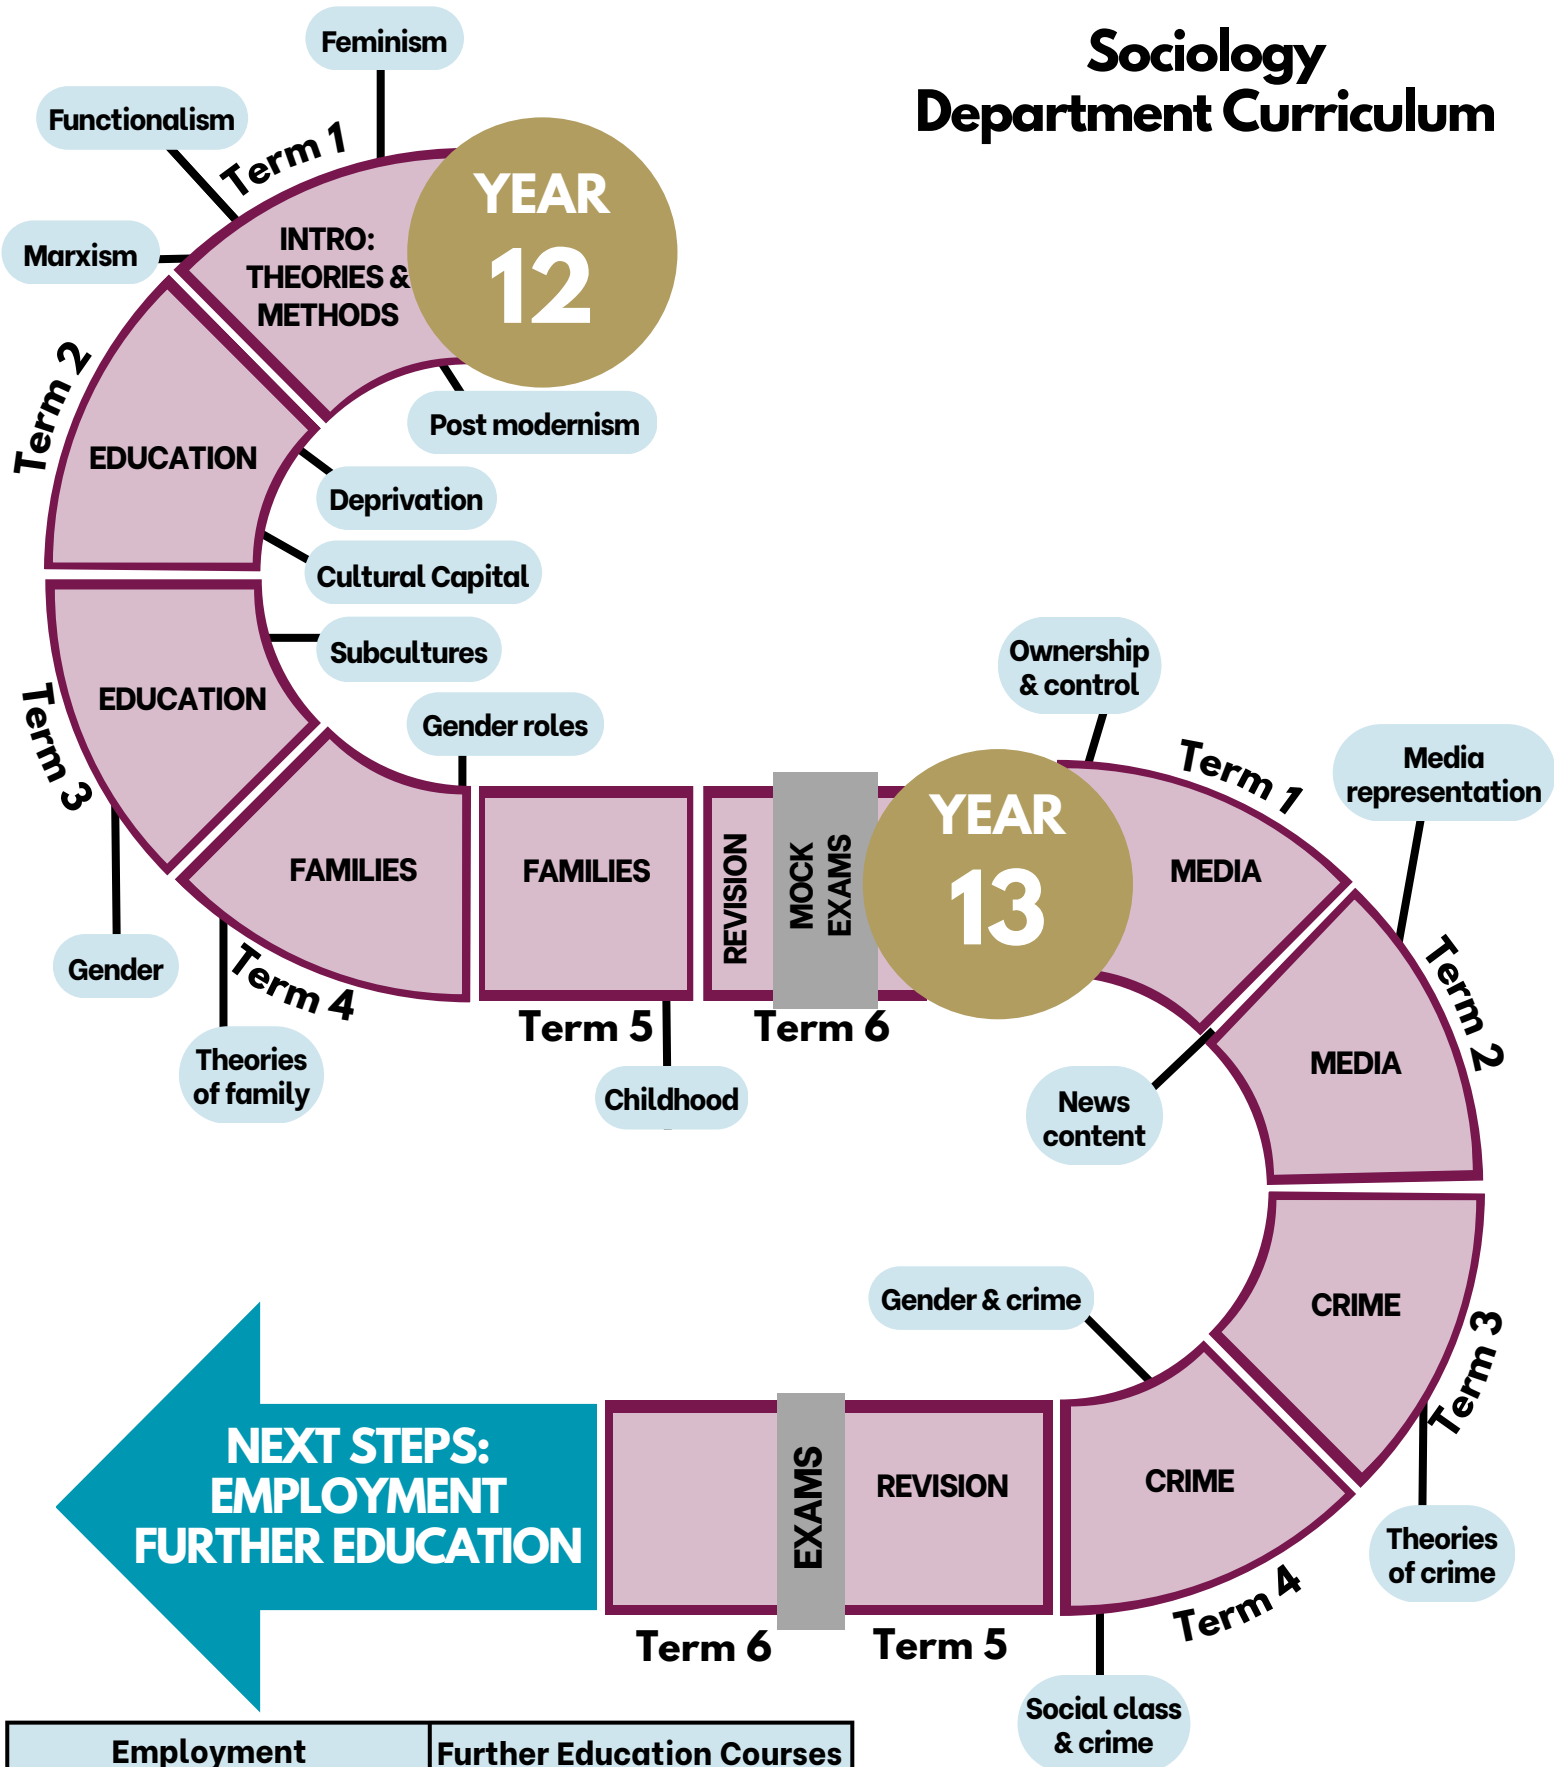 Sociology
Department Curriculum
Feminism
Functionalism
Term 1
Marxism
YEAR
12
INTRO:
THEORIES &
METHODS
Post modernism
Term 2
EDUCATION
Deprivation
Cultural Capital
Subcultures
EDUCATION
Term 3
Gender
Gender roles
FAMILIES
Term 4
Theories
of family
FAMILIES
Term 5
Childhood
REVISION
MOCK
EXAMS
Term 6
YEAR
13
Ownership
& control
Term 1
MEDIA
Media
representation
News
content
Term 2
MEDIA
CRIME
Term 3
Theories
of crime
Gender & crime
CRIME
Term 4
Social class
& crime
REVISION
Term 5
EXAMS
Term 6
NEXT STEPS:
EMPLOYMENT
FURTHER EDUCATION
Employment
Further Education Courses